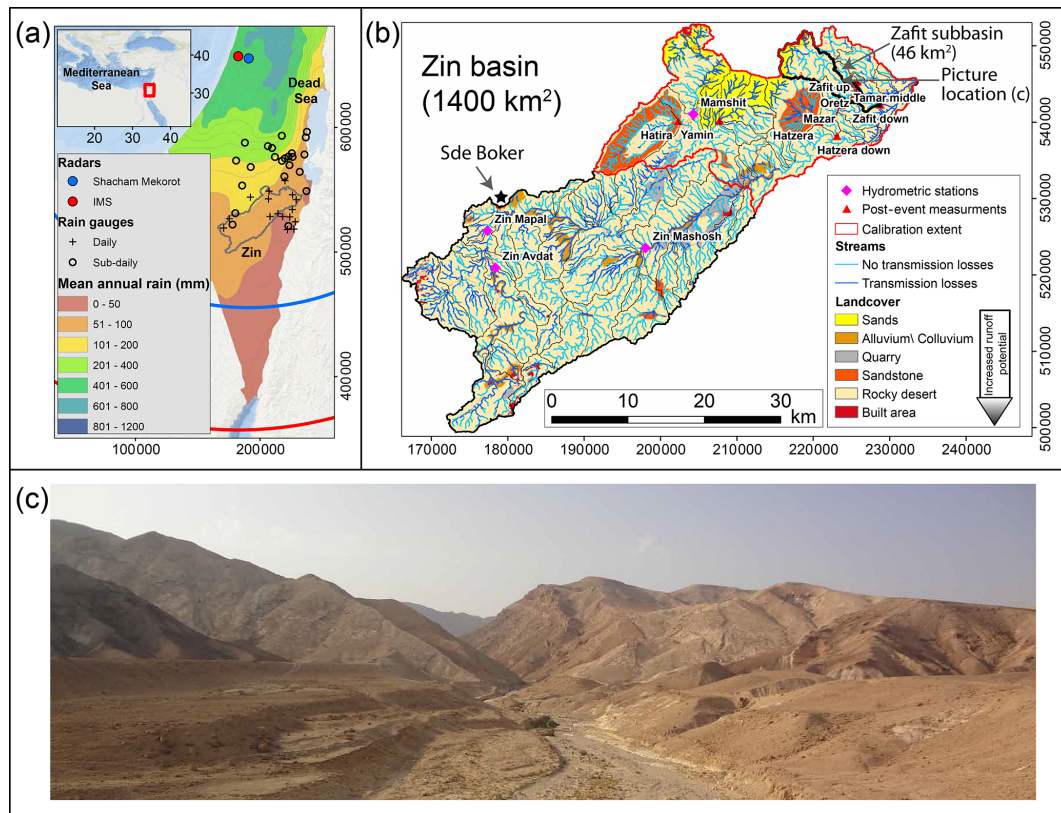 (a)
Mediterranean
Sea
40
30
20
40
Dead
Sea
Radars
Shacham Mekorot
IMS
Rain gauges
Daily
Sub-daily
Mean annual rain (mm)
0 - 50
51 - 100
101 - 200
201 - 400
401 - 600
601 - 800
801 - 1200
Zin
600000
500000
400000
100000
200000
(b)
Zin basin
(1400 km²)
Zafit subbasin
(46 km²)
Picture
location (c)
Zafit up
Tamar middle
Oretz
Zafit down
Mazar
Mamshit
Hatira
Yamin
Hatzera
Hatzera down
Sde Boker
Zin Mapal
Zin Mashosh
Zin Avdat
Hydrometric stations
Post-event measurments
Calibration extent
Streams
No transmission losses
Transmission losses
Landcover
Sands
Alluvium\ Colluvium
Quarry
Sandstone
Rocky desert
Built area
Increased runoff
potential
0 5 10 20 30
km
550000
540000
530000
520000
510000
500000
170000 180000 190000 200000 210000 220000 230000 240000
(c)